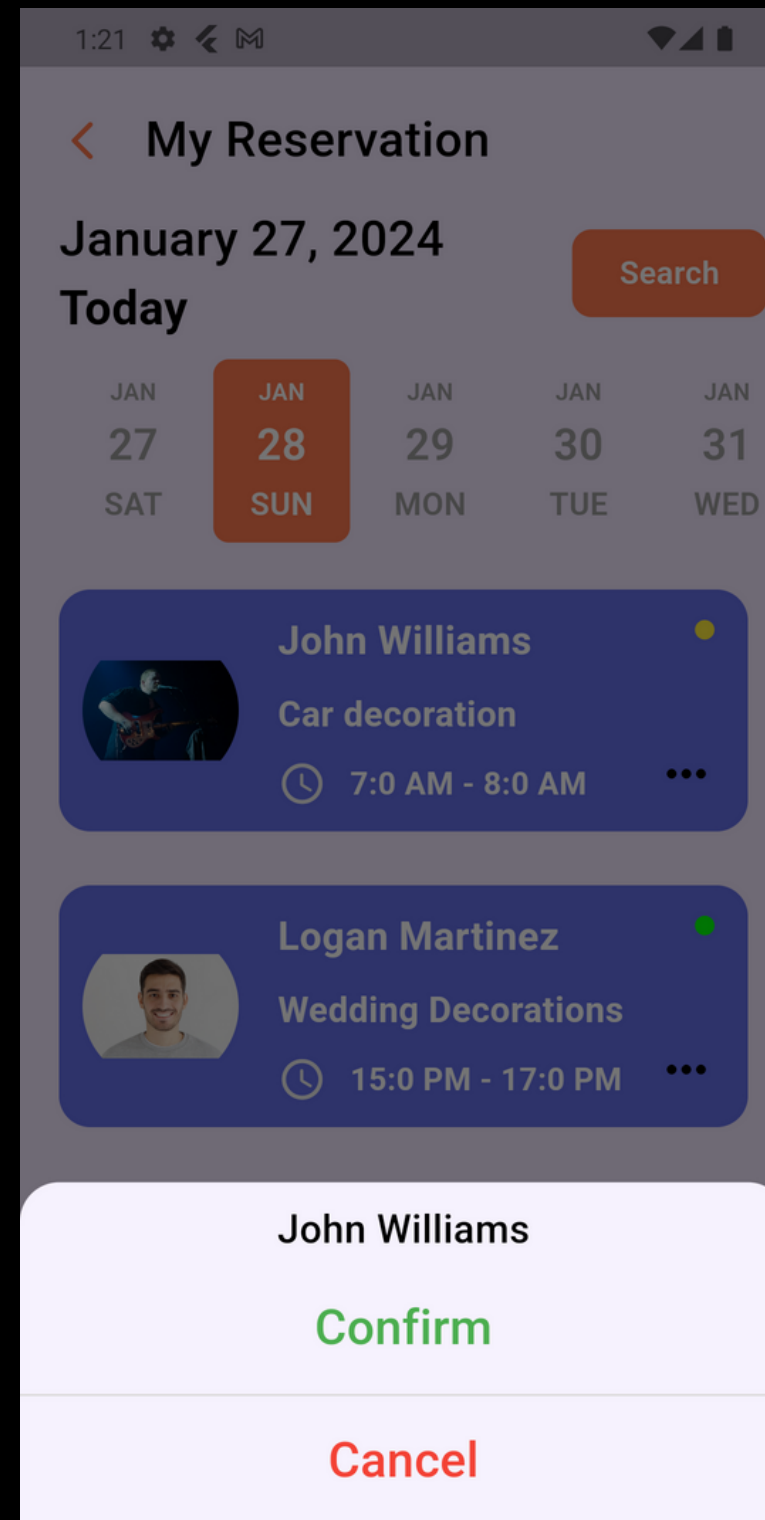 1:21
My Reservation
January 27, 2024
Today
Search
JAN JAN JAN JAN JAN
27 28 29 30 31
SAT SUN MON TUE WED
John Williams
Car decoration
7:0 AM - 8:0 AM
Logan Martinez
Wedding Decorations
15:0 PM - 17:0 PM
John Williams
Confirm
Cancel